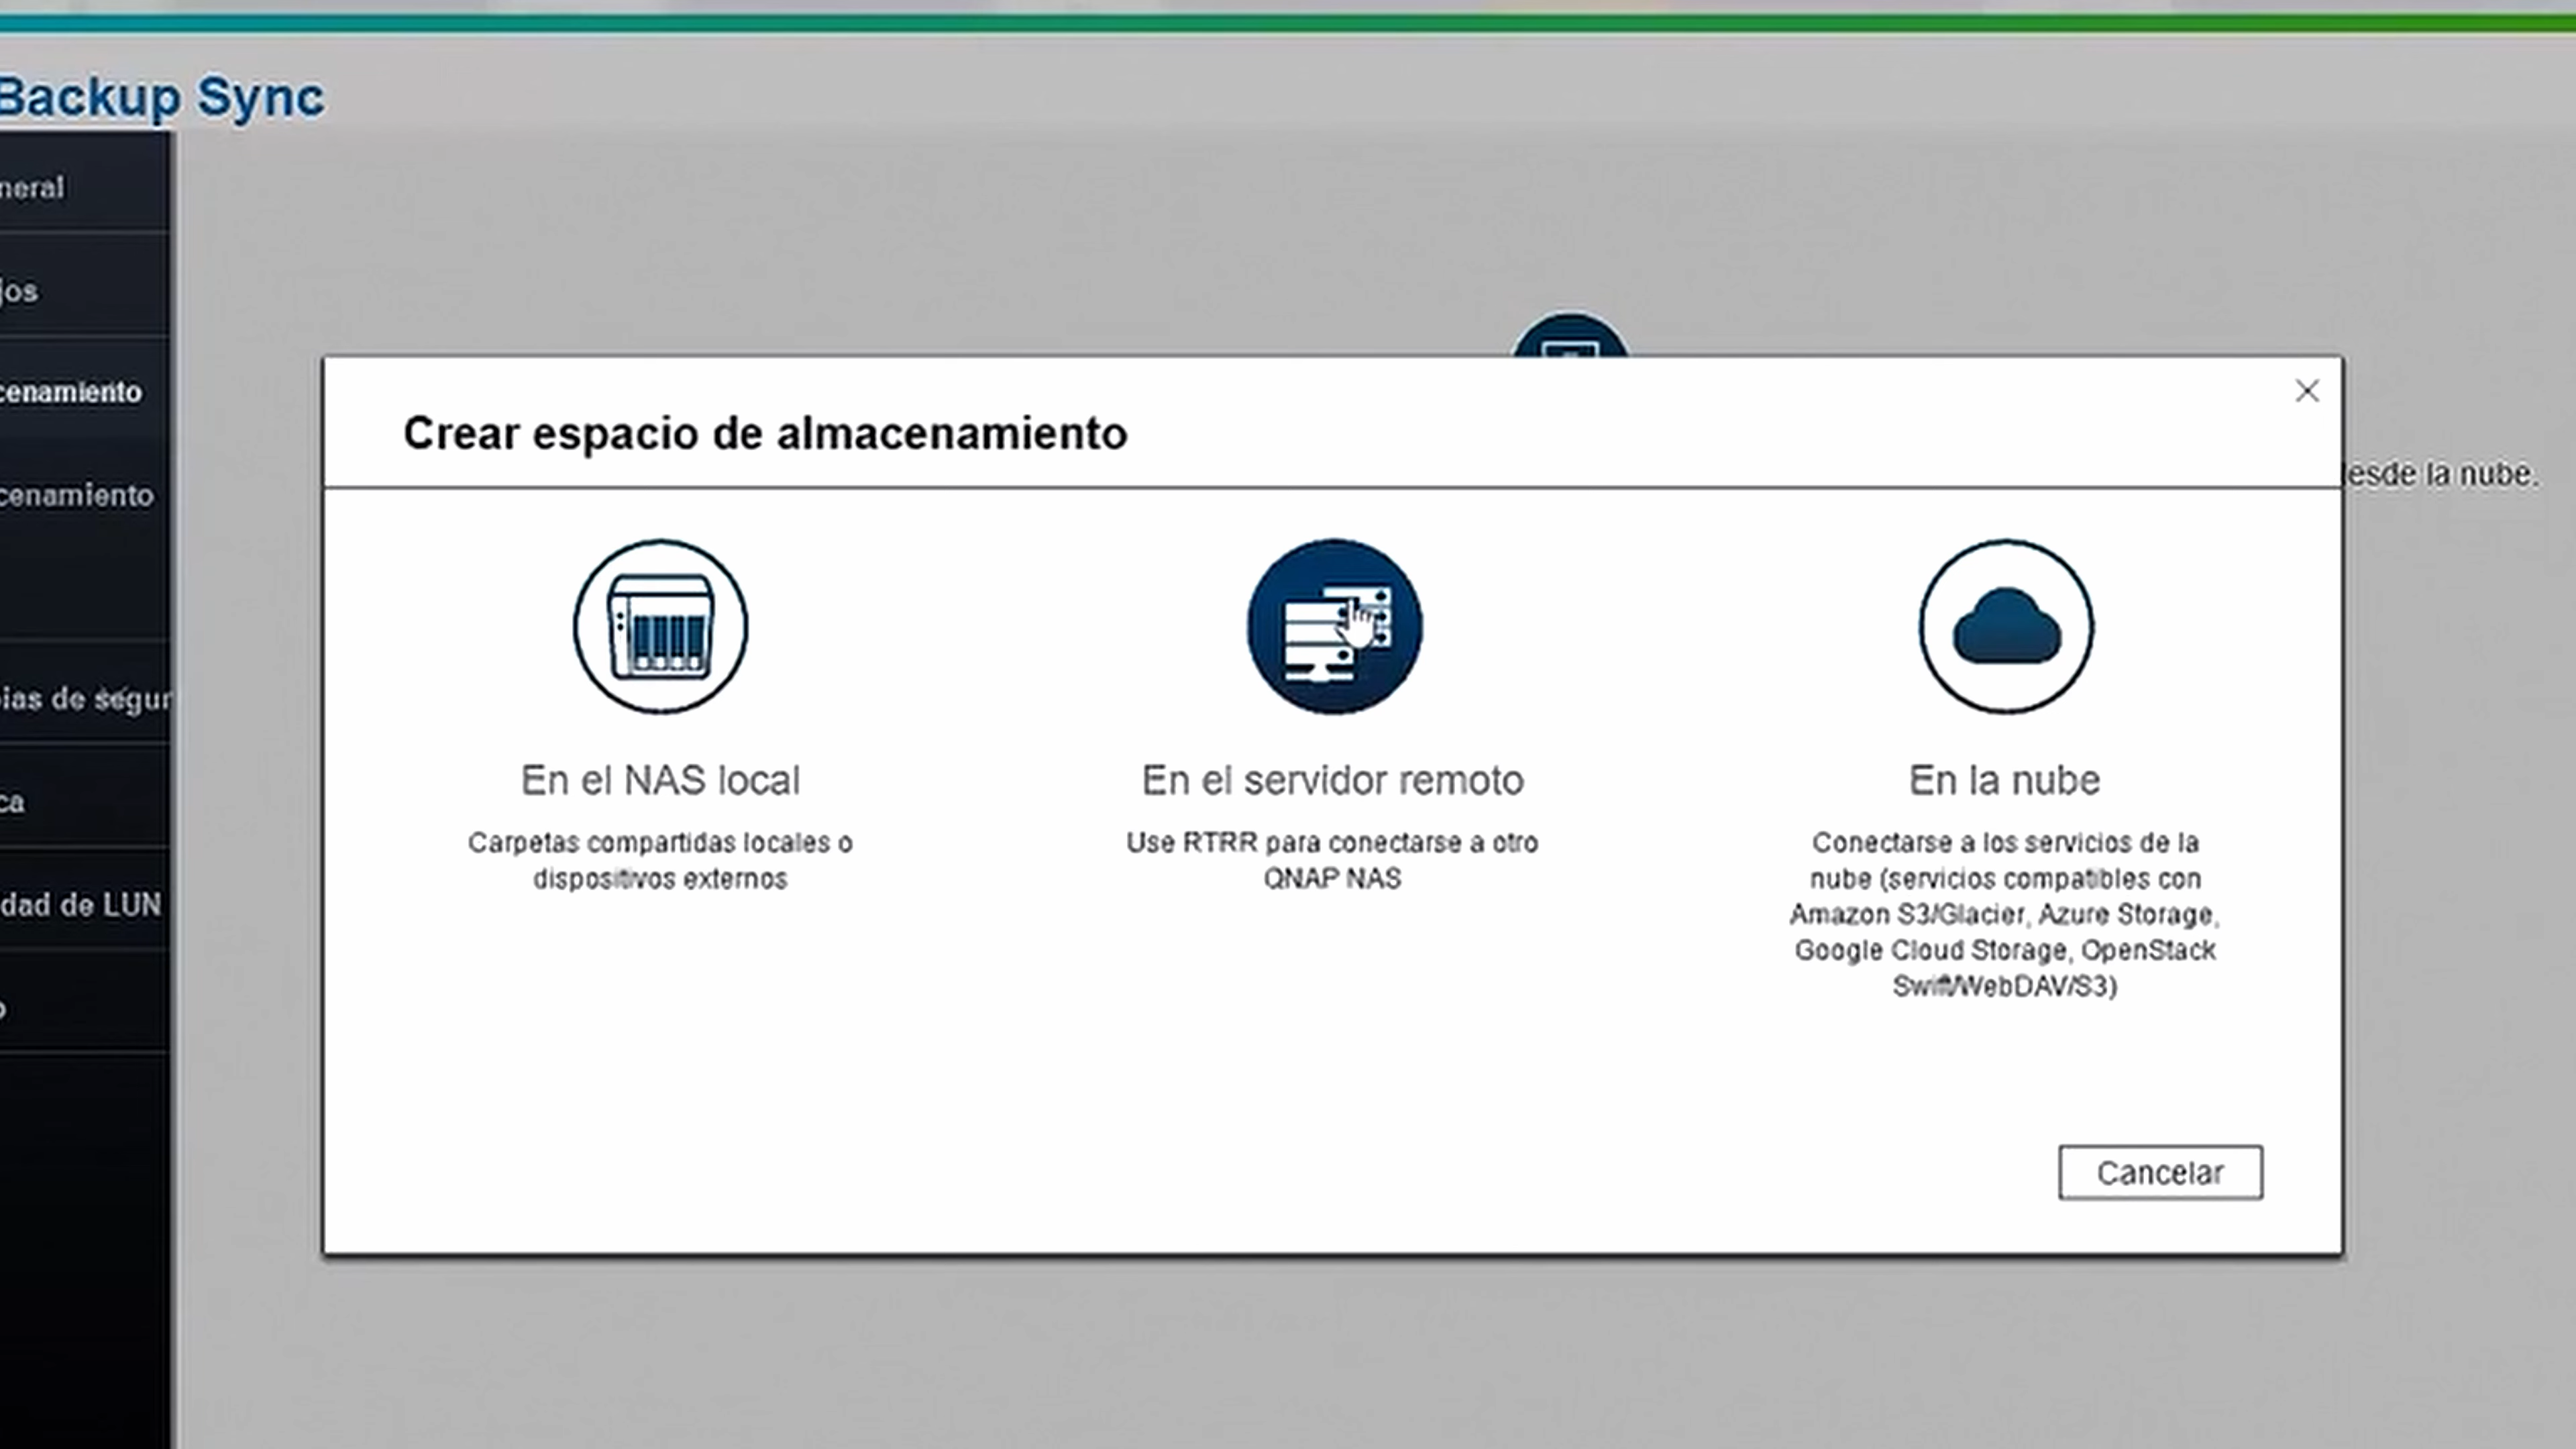 Backup Sync
neral
jos
cenamiento
cenamiento
ias de segur
ca
dad de LUN
o
esde la nube.
Crear espacio de almacenamiento
En el NAS local
Carpetas compartidas locales o
dispositivos externos
En el servidor remoto
Use RTRR para conectarse a otro
QNAP NAS
En la nube
Conectarse a los servicios de la
nube (servicios compatibles con
Amazon S3/Glacier, Azure Storage,
Google Cloud Storage, OpenStack
Swift/WebDAV/S3)
Cancelar